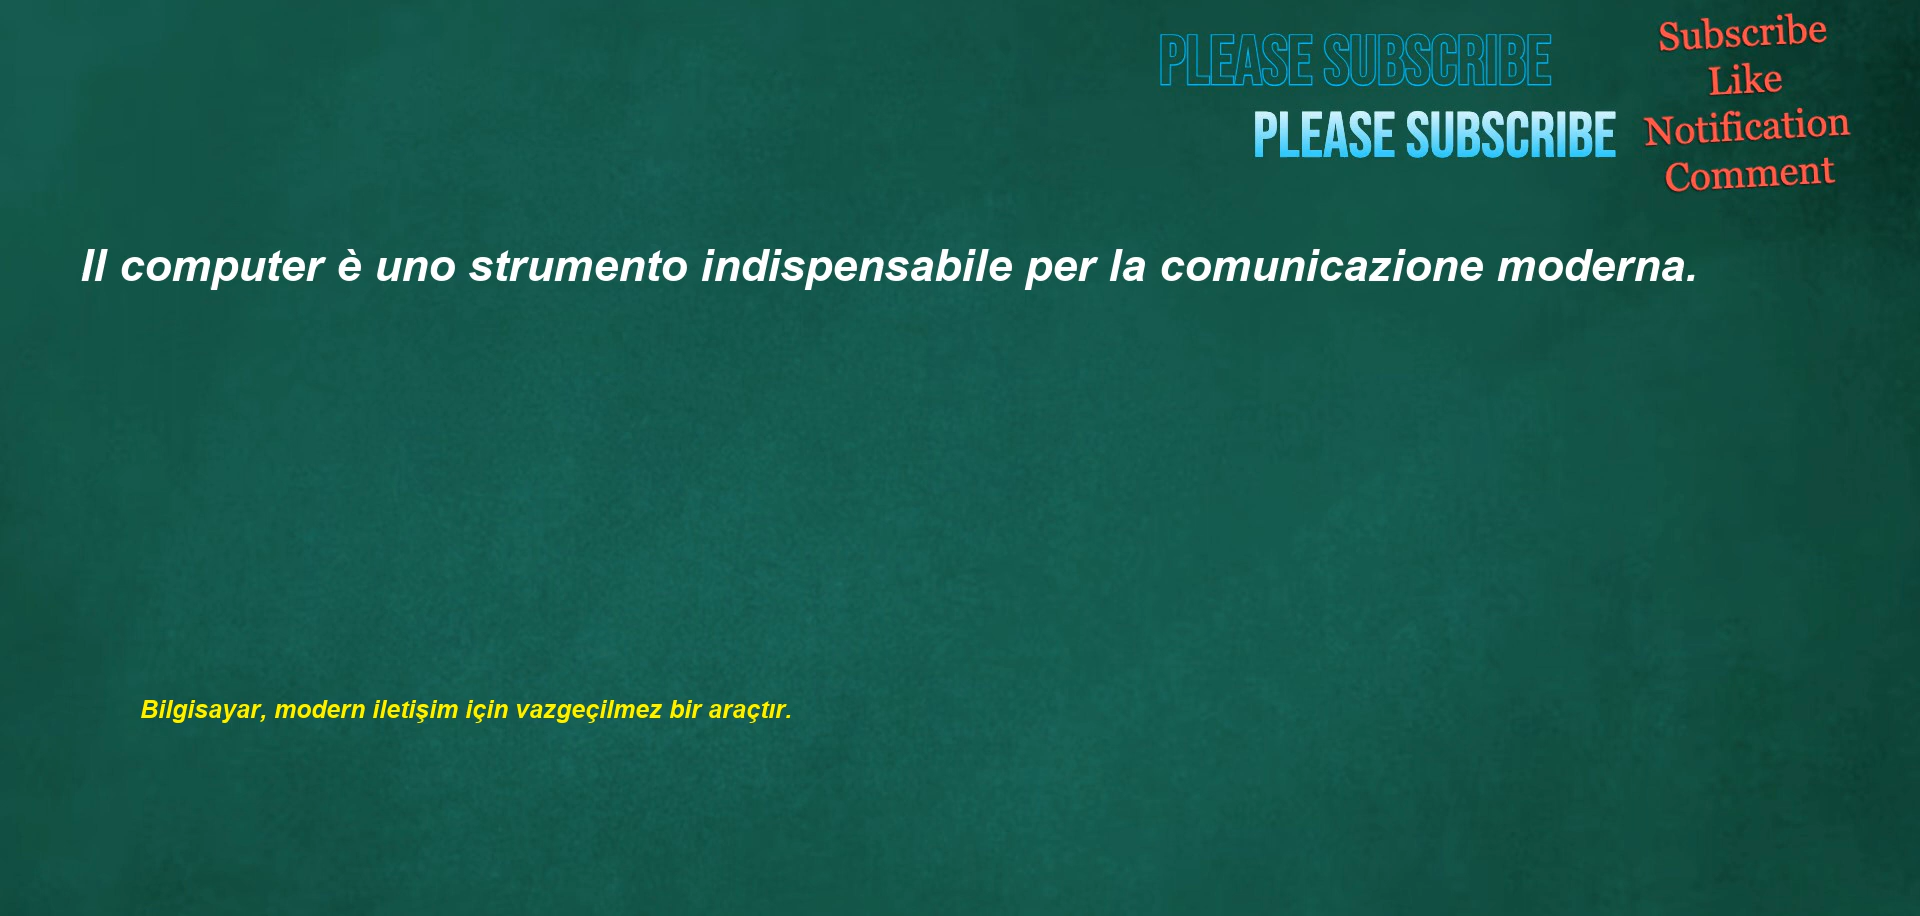 PLEASE SUBSCRIBE
PLEASE SUBSCRIBE
Subscribe
Like
Notification
Comment
Il computer è uno strumento indispensabile per la comunicazione moderna.
Bilgisayar, modern iletişim için vazgeçilmez bir araçtır.